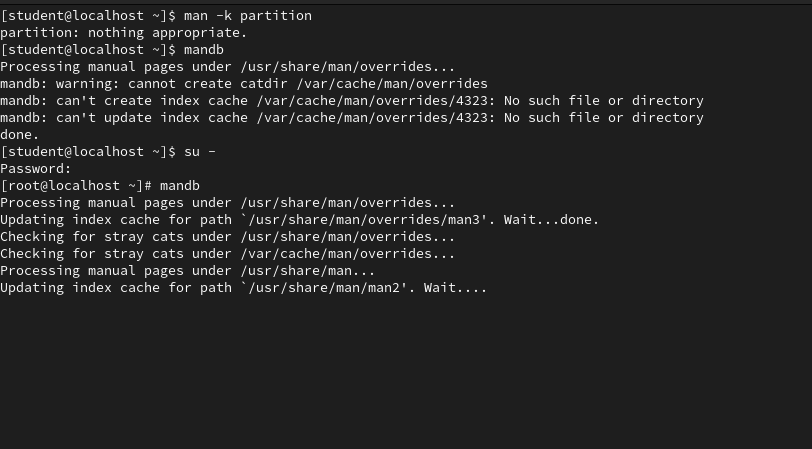 [student@localhost ~]$ man -k partition
partition: nothing appropriate.
[student@localhost ~]$ mandb
Processing manual pages under /usr/share/man/overrides...
mandb: warning: cannot create catdir /var/cache/man/overrides
mandb: can't create index cache /var/cache/man/overrides/4323: No such file or directory
mandb: can't update index cache /var/cache/man/overrides/4323: No such file or directory
done.
[student@localhost ~]$ su -
Password:
[root@localhost ~]# mandb
Processing manual pages under /usr/share/man/overrides...
Updating index cache for path `/usr/share/man/overrides/man3'. Wait...done.
Checking for stray cats under /usr/share/man/overrides...
Checking for stray cats under /var/cache/man/overrides...
Processing manual pages under /usr/share/man...
Updating index cache for path `/usr/share/man/man2'. Wait....